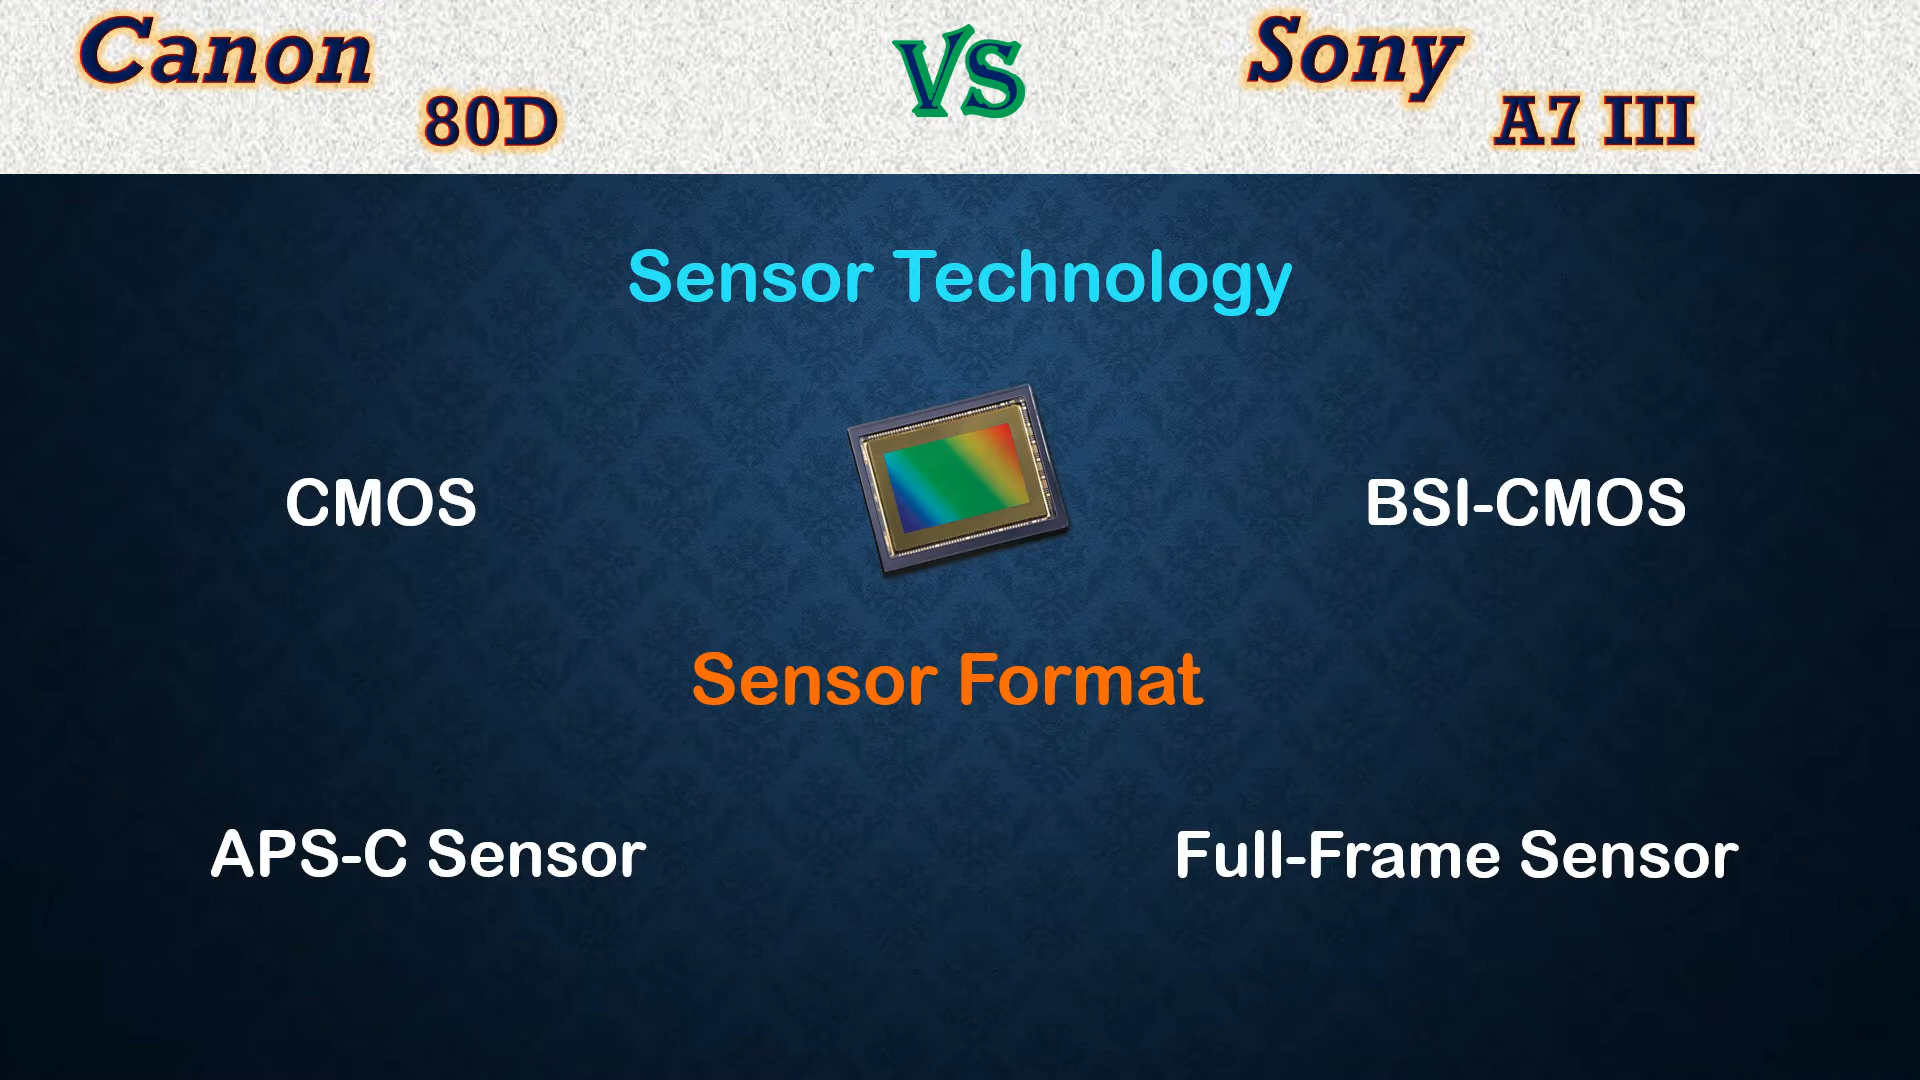 Canon
80D
VS
Sony
A7 III
Sensor Technology
CMOS
BSI-CMOS
Sensor Format
APS-C Sensor
Full-Frame Sensor